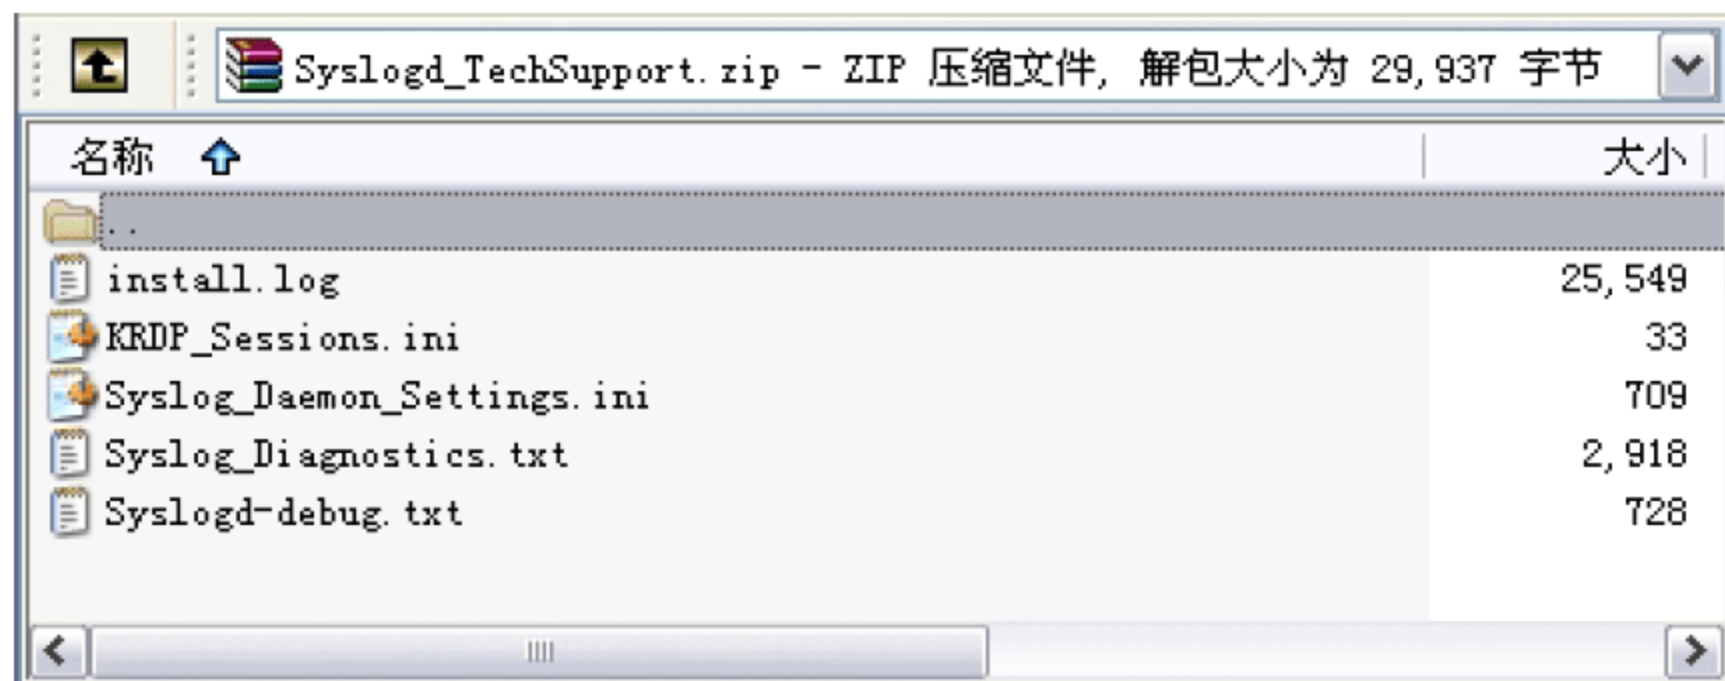 Syslogd_TechSupport.zip - ZIP 压缩文件, 解包大小为 29,937 字节
名称 大小
..
install.log 25,549
KRDP_Sessions.ini 33
Syslog_Daemon_Settings.ini 709
Syslog_Diagnostics.txt 2,918
Syslogd-debug.txt 728